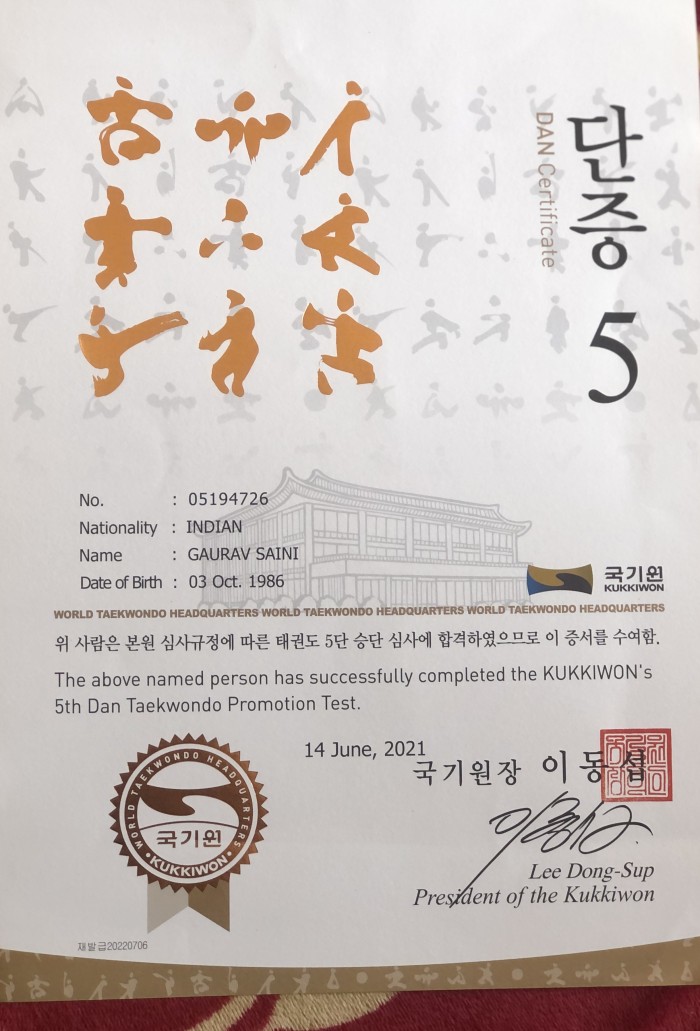 단증
DAN Certificate
5
No. : 05194726
Nationality : INDIAN
Name : GAURAV SAINI
Date of Birth : 03 Oct. 1986
국기원
KUKKIWON
WORLD TAEKWONDO HEADQUARTERS WORLD TAEKWONDO HEADQUARTERS WORLD TAEKWONDO HEADQUARTERS
위 사람은 본원 심사규정에 따른 태권도 5단 승단 심사에 합격하였으므로 이 증서를 수여함.
The above named person has successfully completed the KUKKIWON's
5th Dan Taekwondo Promotion Test.
14 June, 2021
국기원장 이동섭
WORLD TAEKWONDO HEADQUARTERS
국기원
• KUKKIWON •
Lee Dong-Sup
President of the Kukkiwon
재발급20220706